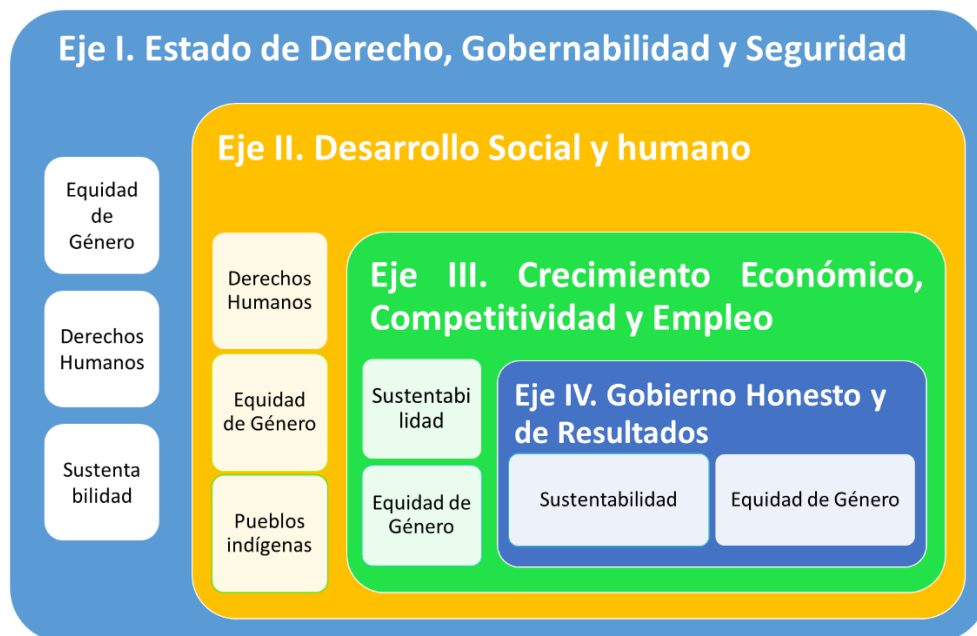 Eje I. Estado de Derecho, Gobernabilidad y Seguridad
Equidad
de
Género
Derechos
Humanos
Sustenta
bilidad
Eje II. Desarrollo Social y humano
Derechos
Humanos
Equidad
de Género
Pueblos
indígenas
Eje III. Crecimiento Económico,
Competitividad y Empleo
Sustentabi
lidad
Equidad de
Género
Eje IV. Gobierno Honesto y
de Resultados
Sustentabilidad
Equidad de Género